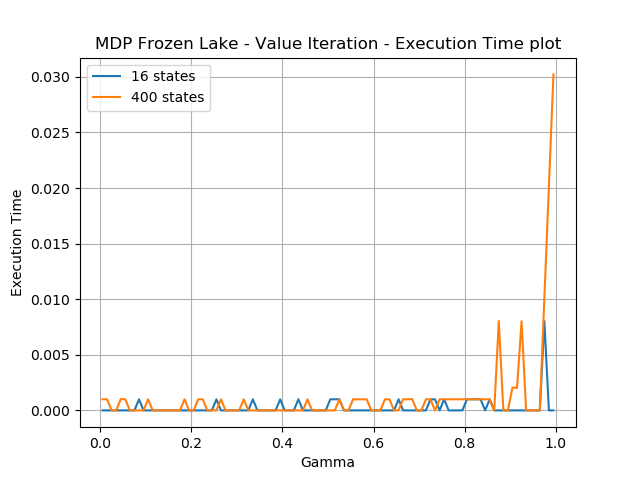 MDP Frozen Lake - Value Iteration - Execution Time plot
16 states
400 states
0.030
0.025
0.020
0.015
0.010
0.005
0.000
Execution Time
0.0 0.2 0.4 0.6 0.8 1.0
Gamma